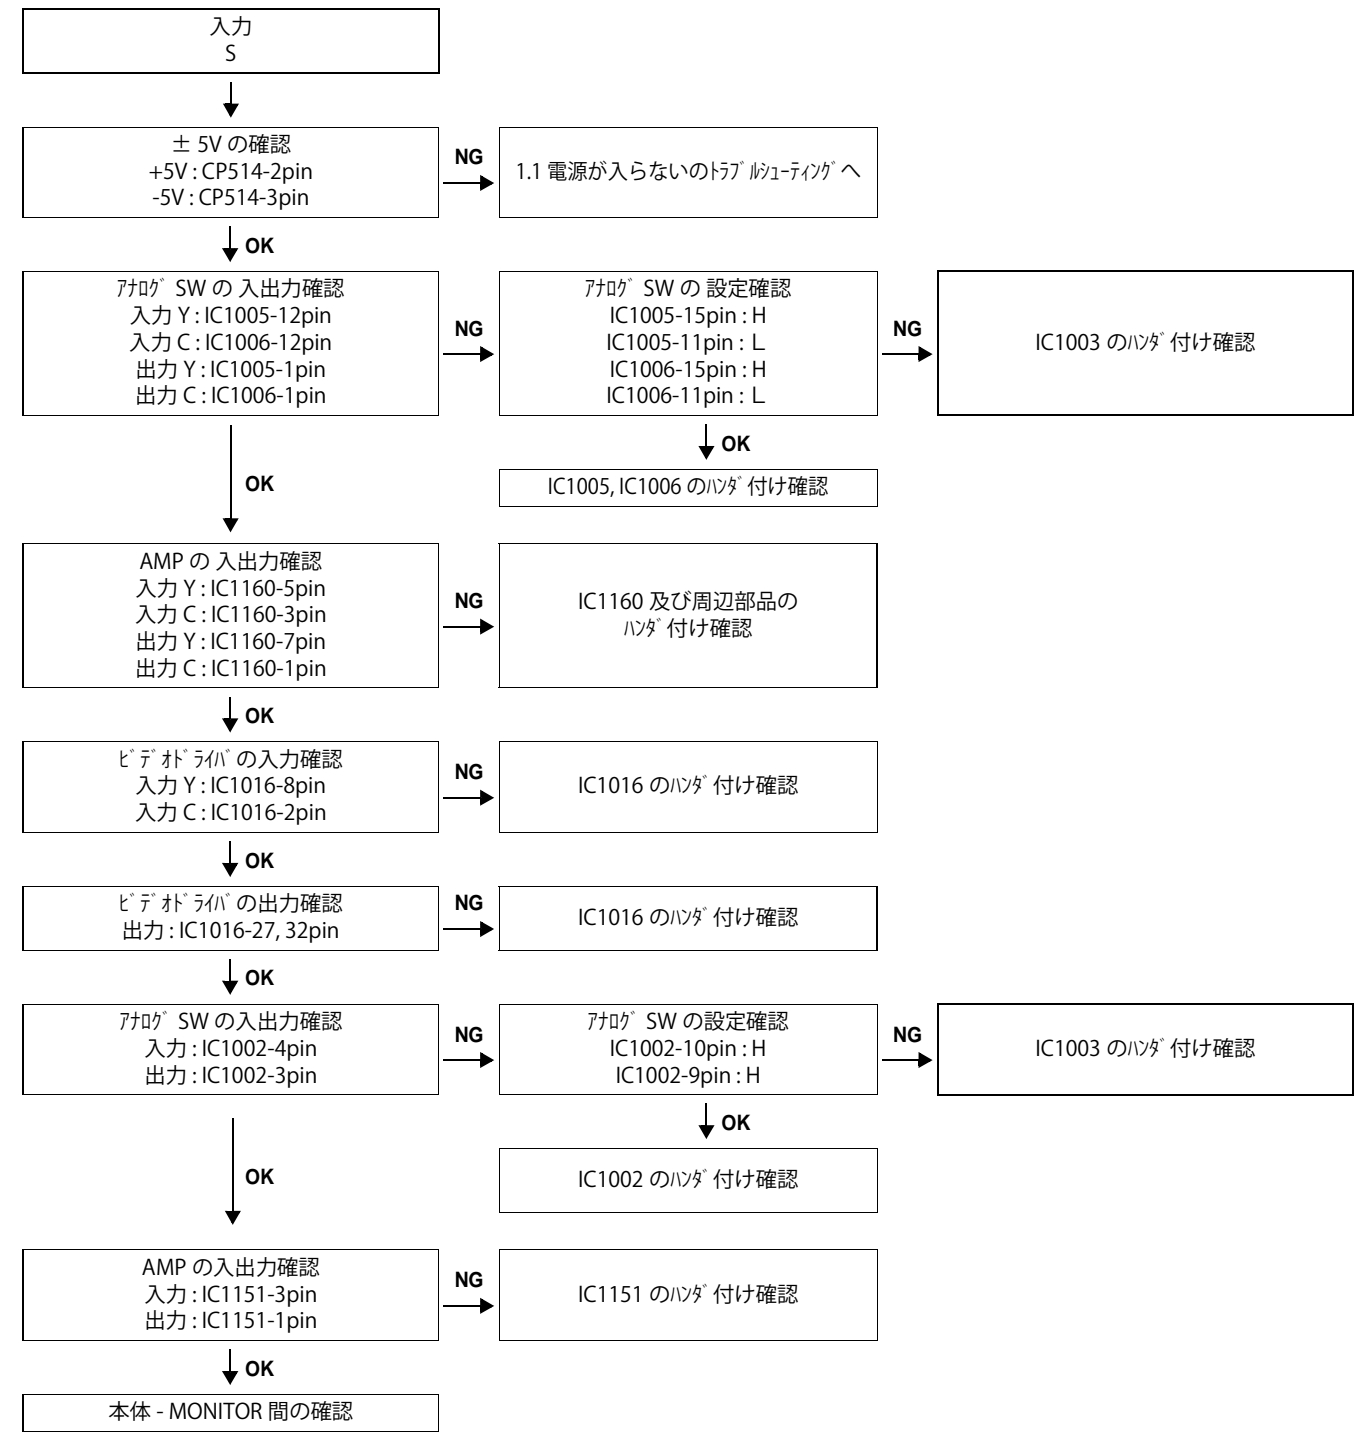 入力
S
± 5V の確認
+5V : CP514-2pin
-5V : CP514-3pin
NG
1.1 電源が入らないのﾄﾗﾌﾞﾙｼｭｰﾃｨﾝｸﾞへ
OK
ｱﾅﾛｸﾞ SW の 入出力確認
入力 Y : IC1005-12pin
入力 C : IC1006-12pin
出力 Y : IC1005-1pin
出力 C : IC1006-1pin
NG
ｱﾅﾛｸﾞ SW の 設定確認
IC1005-15pin : H
IC1005-11pin : L
IC1006-15pin : H
IC1006-11pin : L
NG
IC1003 のﾊﾝﾀﾞ付け確認
OK
IC1005, IC1006 のﾊﾝﾀﾞ付け確認
OK
AMP の 入出力確認
入力 Y : IC1160-5pin
入力 C : IC1160-3pin
出力 Y : IC1160-7pin
出力 C : IC1160-1pin
NG
IC1160 及び周辺部品の
ﾊﾝﾀﾞ付け確認
OK
ﾋﾞﾃﾞｵﾄﾞﾗｲﾊﾞの入力確認
入力 Y : IC1016-8pin
入力 C : IC1016-2pin
NG
IC1016 のﾊﾝﾀﾞ付け確認
OK
ﾋﾞﾃﾞｵﾄﾞﾗｲﾊﾞの出力確認
出力 : IC1016-27, 32pin
NG
IC1016 のﾊﾝﾀﾞ付け確認
OK
ｱﾅﾛｸﾞ SW の入出力確認
入力 : IC1002-4pin
出力 : IC1002-3pin
NG
ｱﾅﾛｸﾞ SW の設定確認
IC1002-10pin : H
IC1002-9pin : H
NG
IC1003 のﾊﾝﾀﾞ付け確認
OK
IC1002 のﾊﾝﾀﾞ付け確認
OK
AMP の入出力確認
入力 : IC1151-3pin
出力 : IC1151-1pin
NG
IC1151 のﾊﾝﾀﾞ付け確認
OK
本体 - MONITOR 間の確認